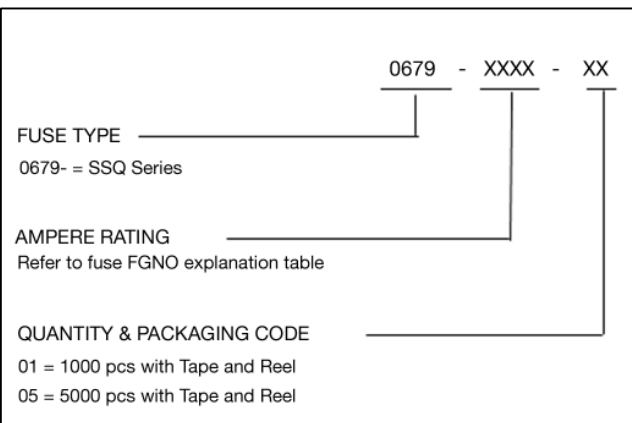 0679 - XXXX - XX
FUSE TYPE
0679- = SSQ Series
AMPERE RATING
Refer to fuse FGNO explanation table
QUANTITY & PACKAGING CODE
01 = 1000 pcs with Tape and Reel
05 = 5000 pcs with Tape and Reel